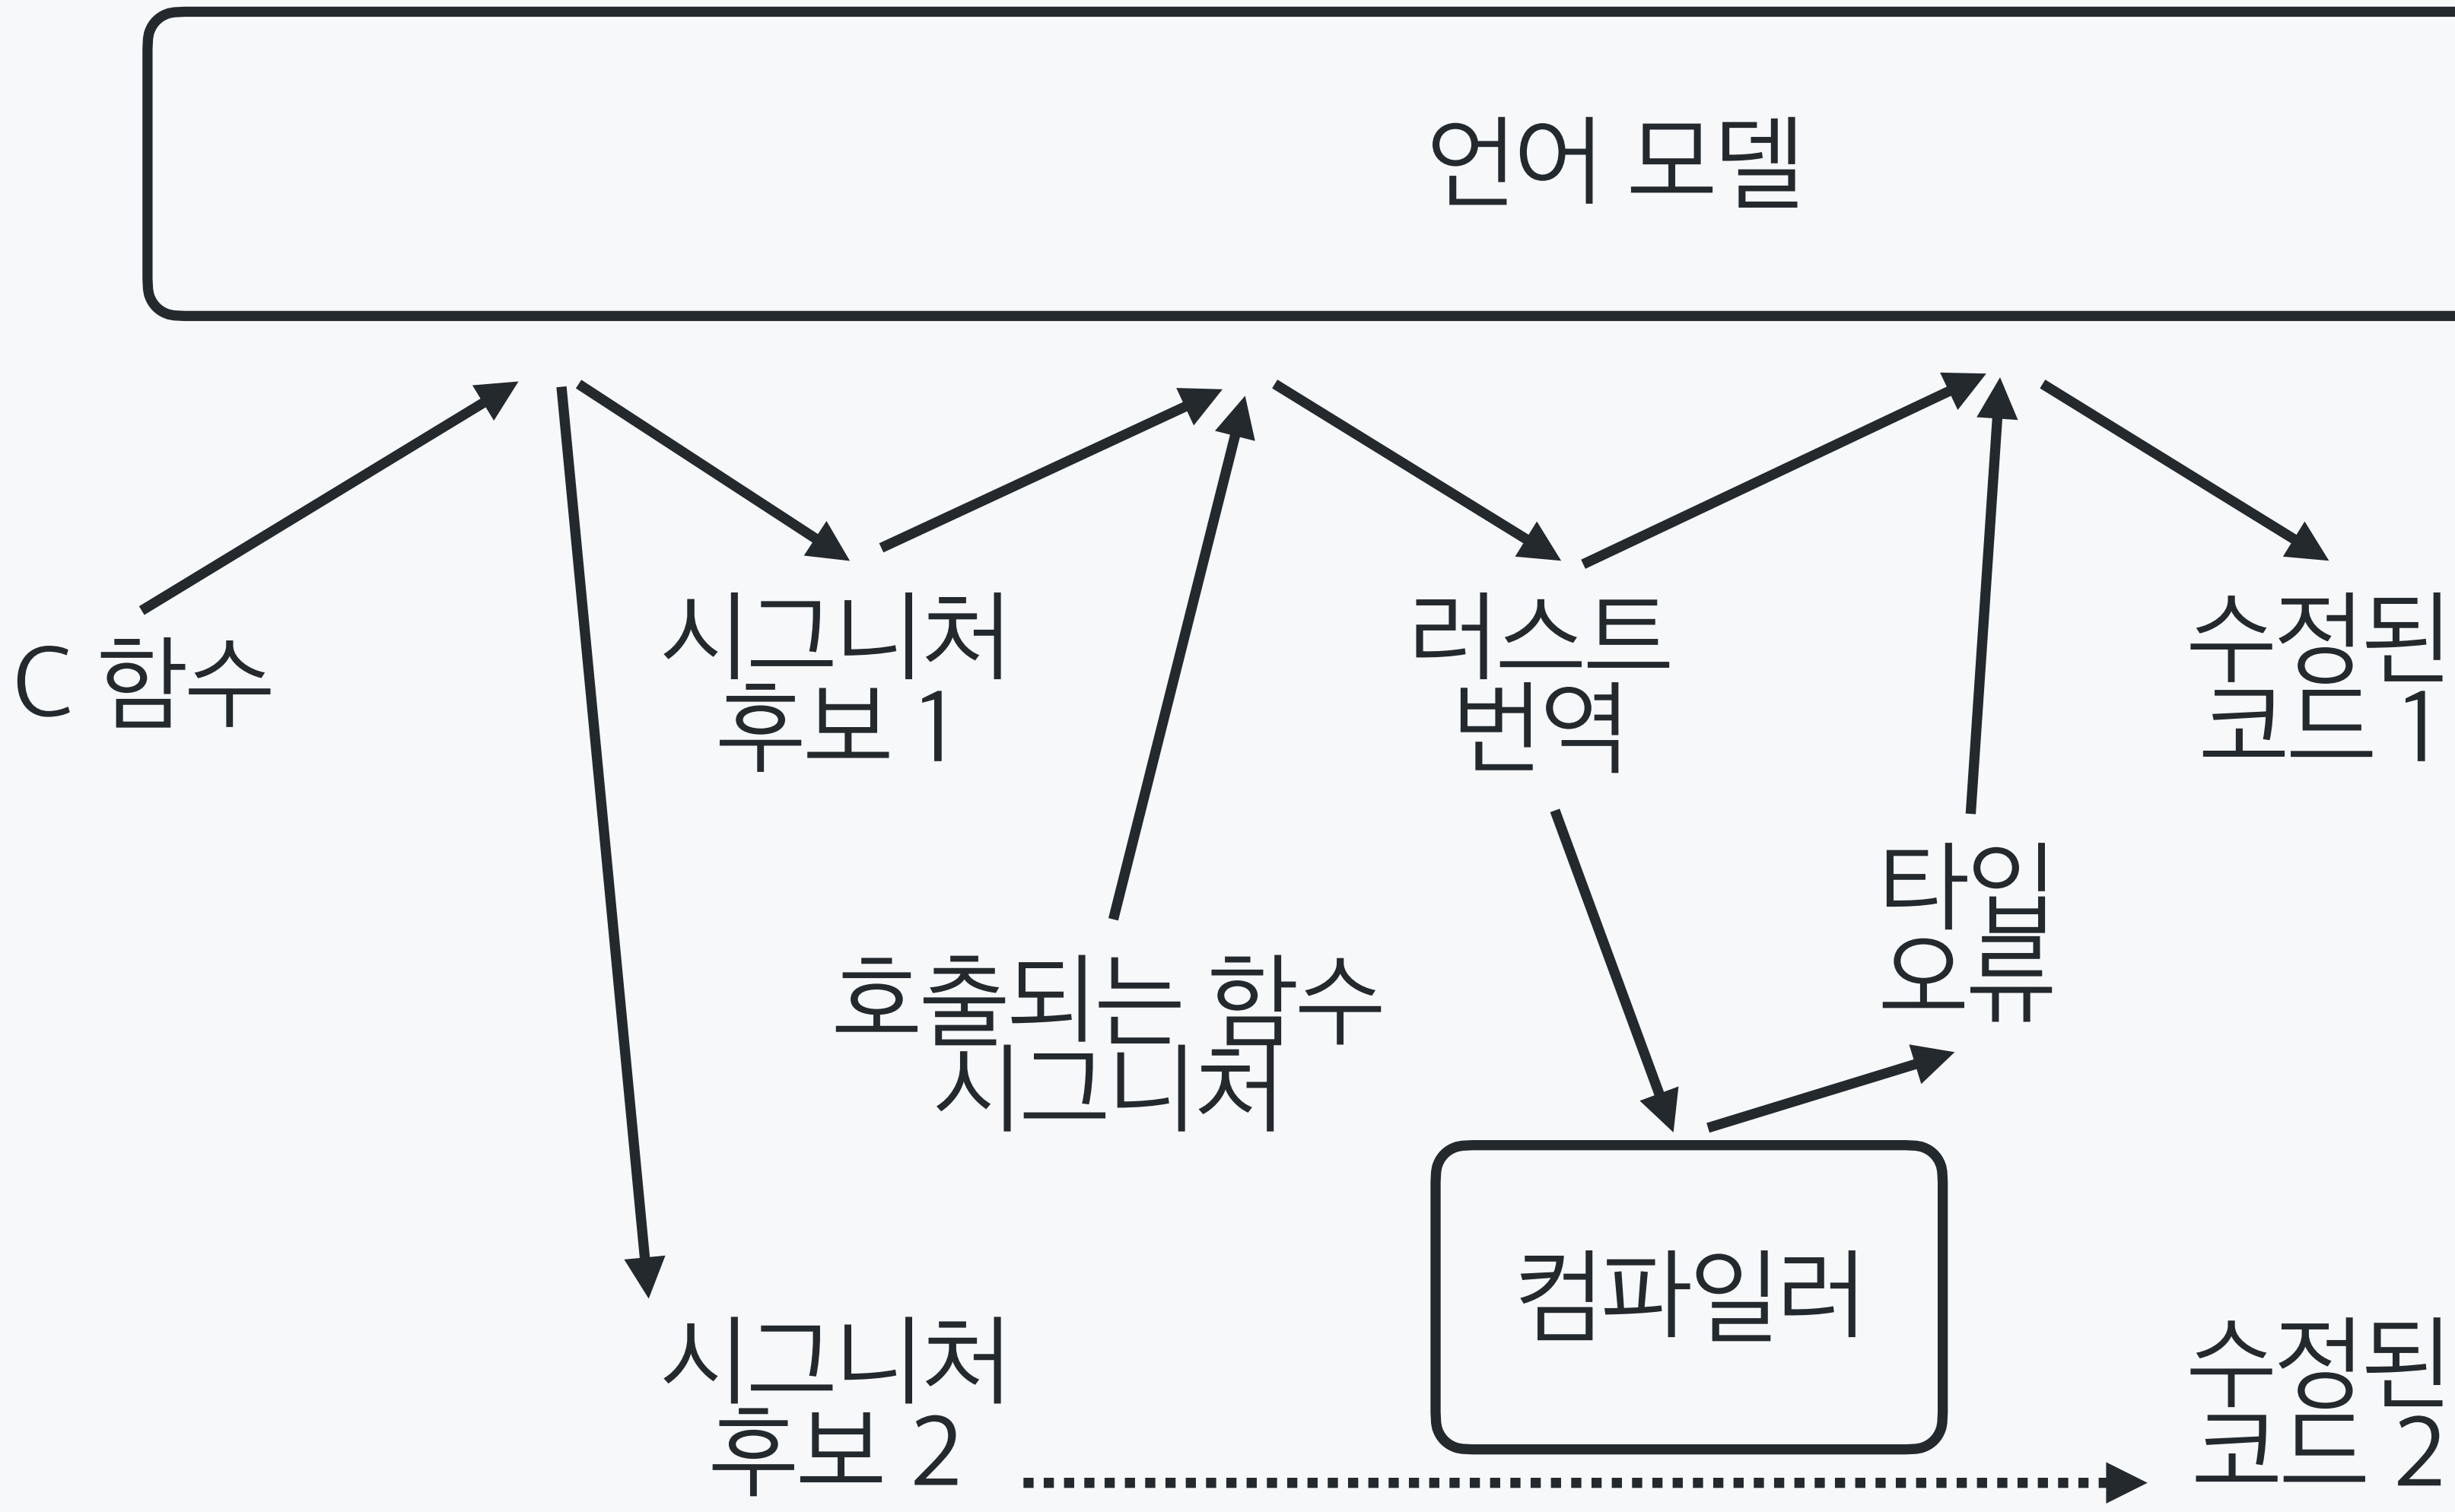 언어 모델
C 함수
시그니처
후보 1
러스트
번역
수정된
코드 1
타입
오류
호출되는 함수
시그니처
컴파일러
시그니처
후보 2
수정된
코드 2